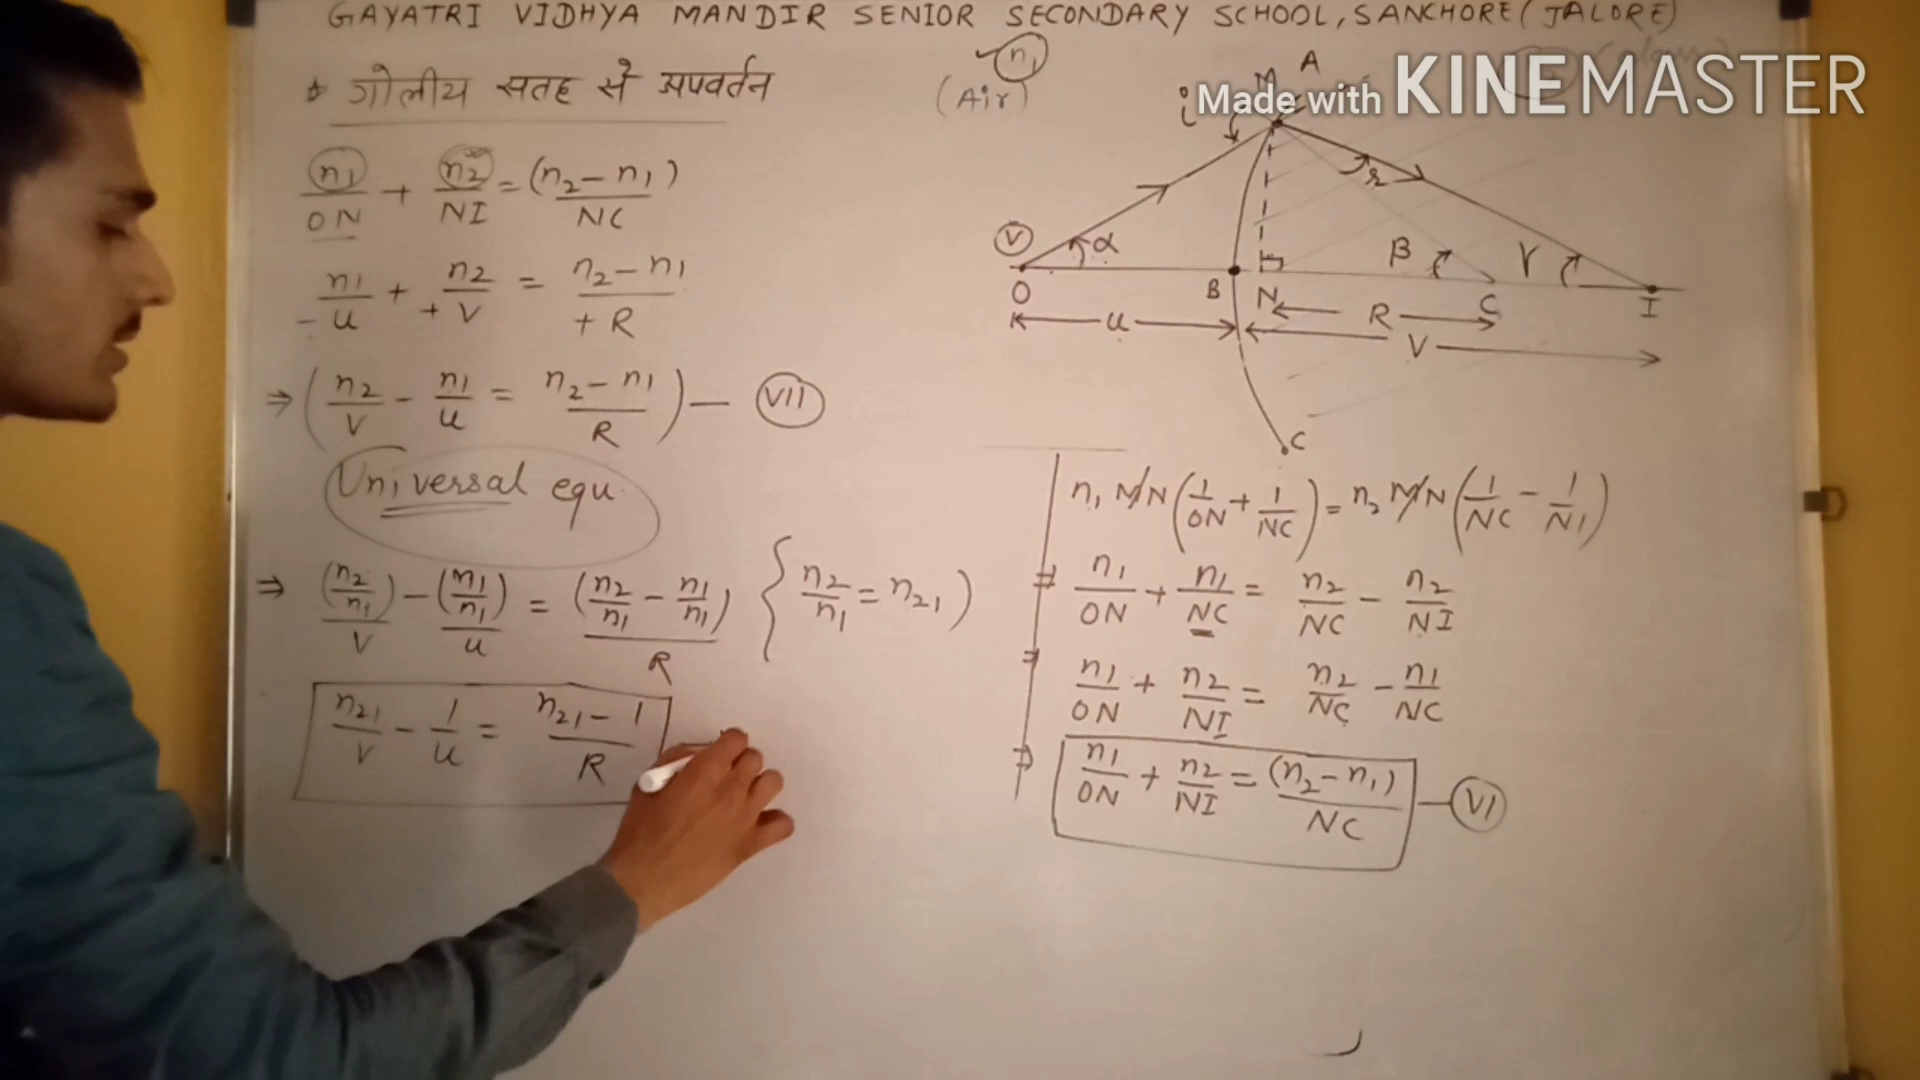 GAYATRI VIDHYA MANDIR SENIOR SECONDARY SCHOOL, SANCHORE (JALORE)
* गोलीय सतह से अपवर्तन
n1/ON + n2/NI = (n2 - n1)/NC
n1/-u + n2/+V = n2 - n1/+R
⇒ (n2/V - n1/u = n2 - n1/R) — VII
Universal equ.
⇒ (n2/n1)/V - (n1/n1)/u = (n2/n1 - n1/n1)/R { n2/n1 = n21 )
n21/V - 1/u = n21 - 1/R
n1
(Air)
Made with KINEMASTER
A
M
i
r
V
α
β
γ
O
B
N
C
I
u
R
V
C
n1 MN (1/ON + 1/NC) = n2 MN (1/NC - 1/NI)
⇒ n1/ON + n1/NC = n2/NC - n2/NI
⇒ n1/ON + n2/NI = n2/NC - n1/NC
⇒ n1/ON + n2/NI = (n2 - n1)/NC — VI